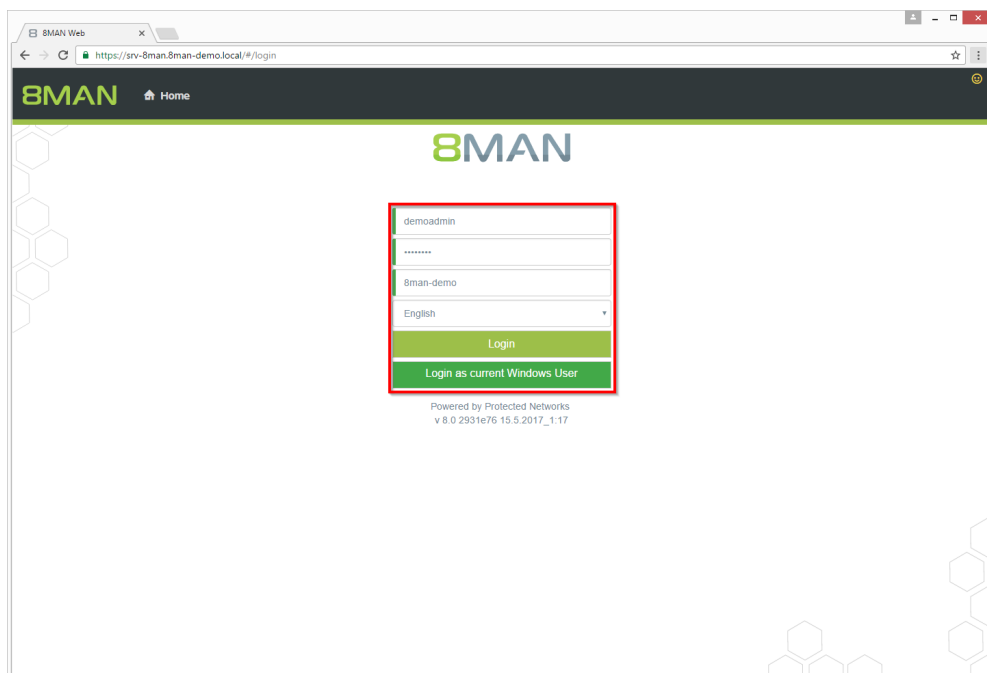 8MAN Web
https://srv-8man.8man-demo.local/#/login
8MAN Home
8MAN
demoadmin
········
8man-demo
English
Login
Login as current Windows User
Powered by Protected Networks
v 8.0 2931e76 15.5.2017_1:17